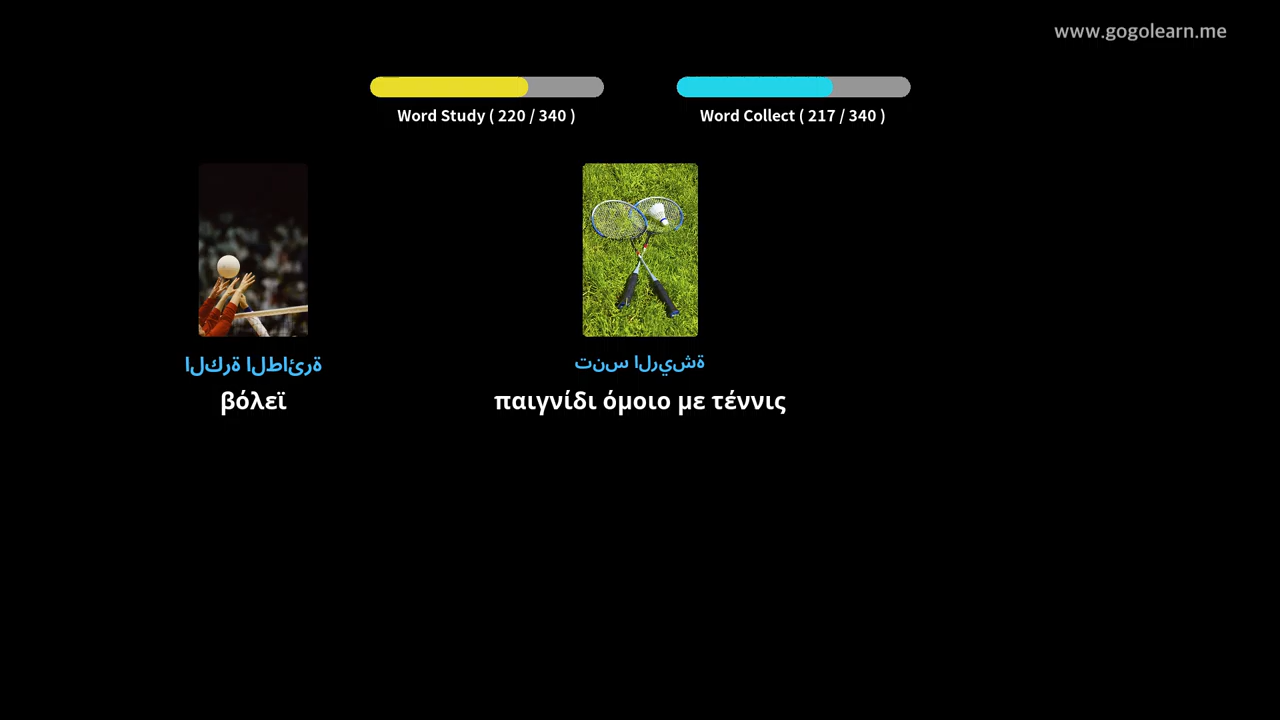 www.gogolearn.me
Word Study ( 220 / 340 )
Word Collect ( 217 / 340 )
الكرة الطائرة
تنس الريشة
βόλεϊ
παιγνίδι όμοιο με τέννις